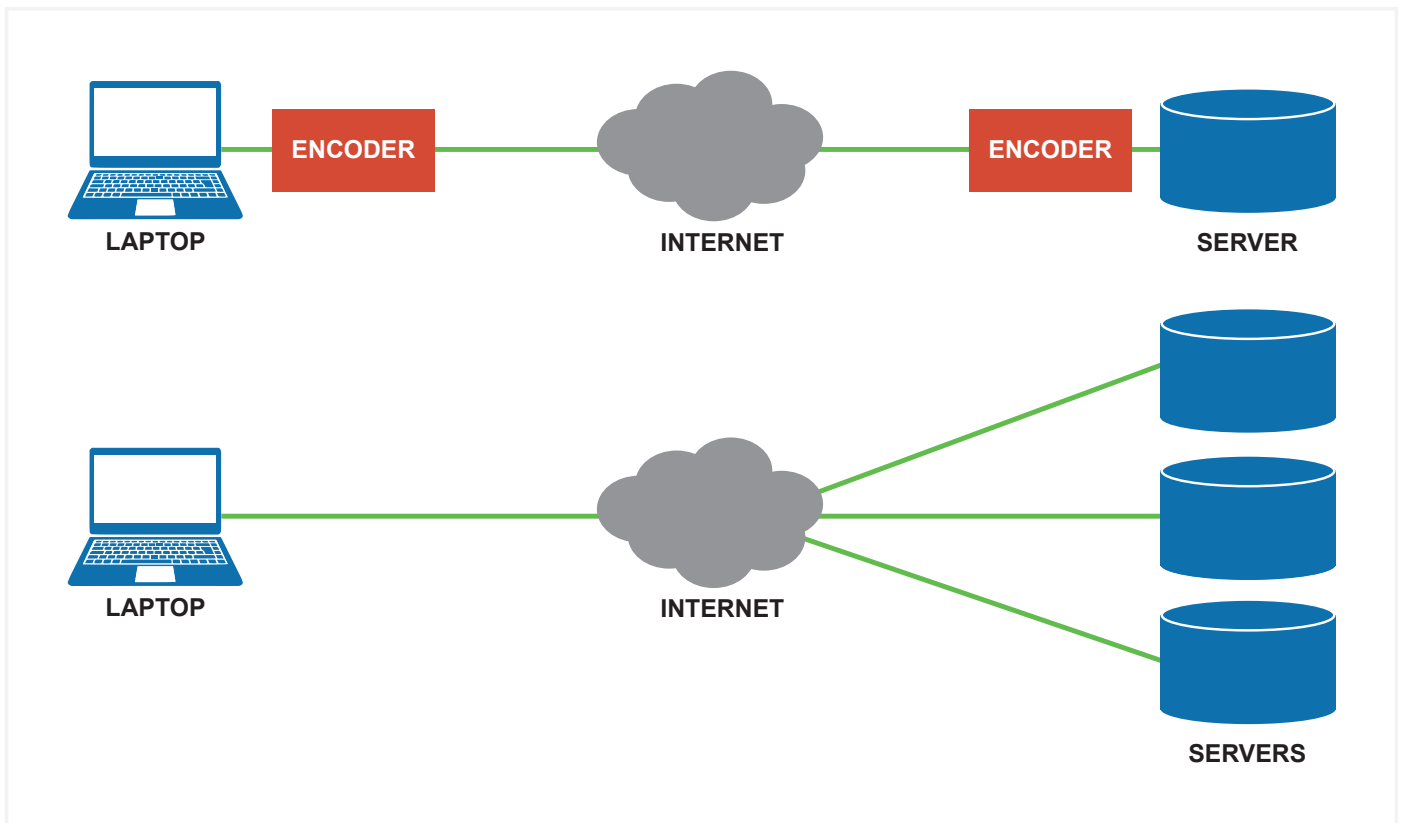 ENCODER
ENCODER
LAPTOP
INTERNET
SERVER
LAPTOP
INTERNET
SERVERS